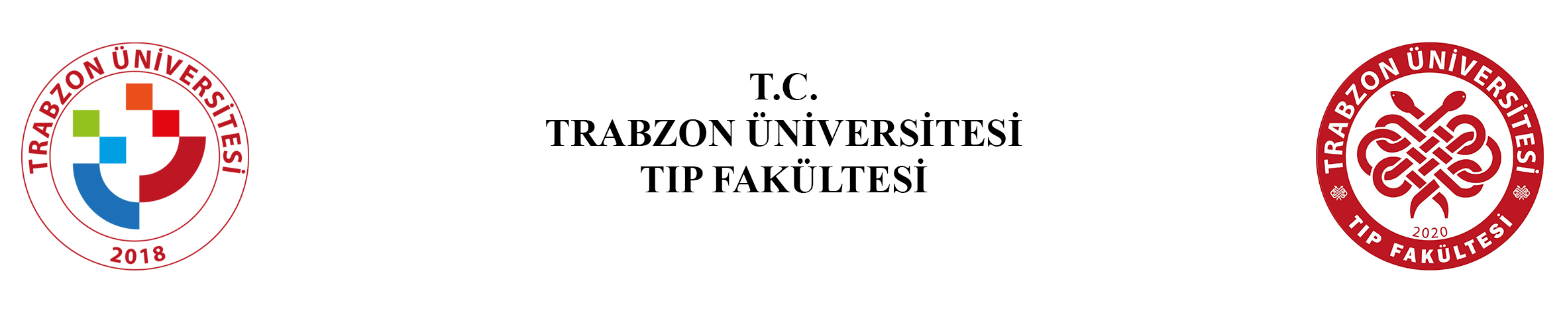 TRABZON ÜNİVERSİTESİ
2018
T.C.
TRABZON ÜNİVERSİTESİ
TIP FAKÜLTESİ
TRABZON ÜNİVERSİTESİ
2020
TIP FAKÜLTESİ